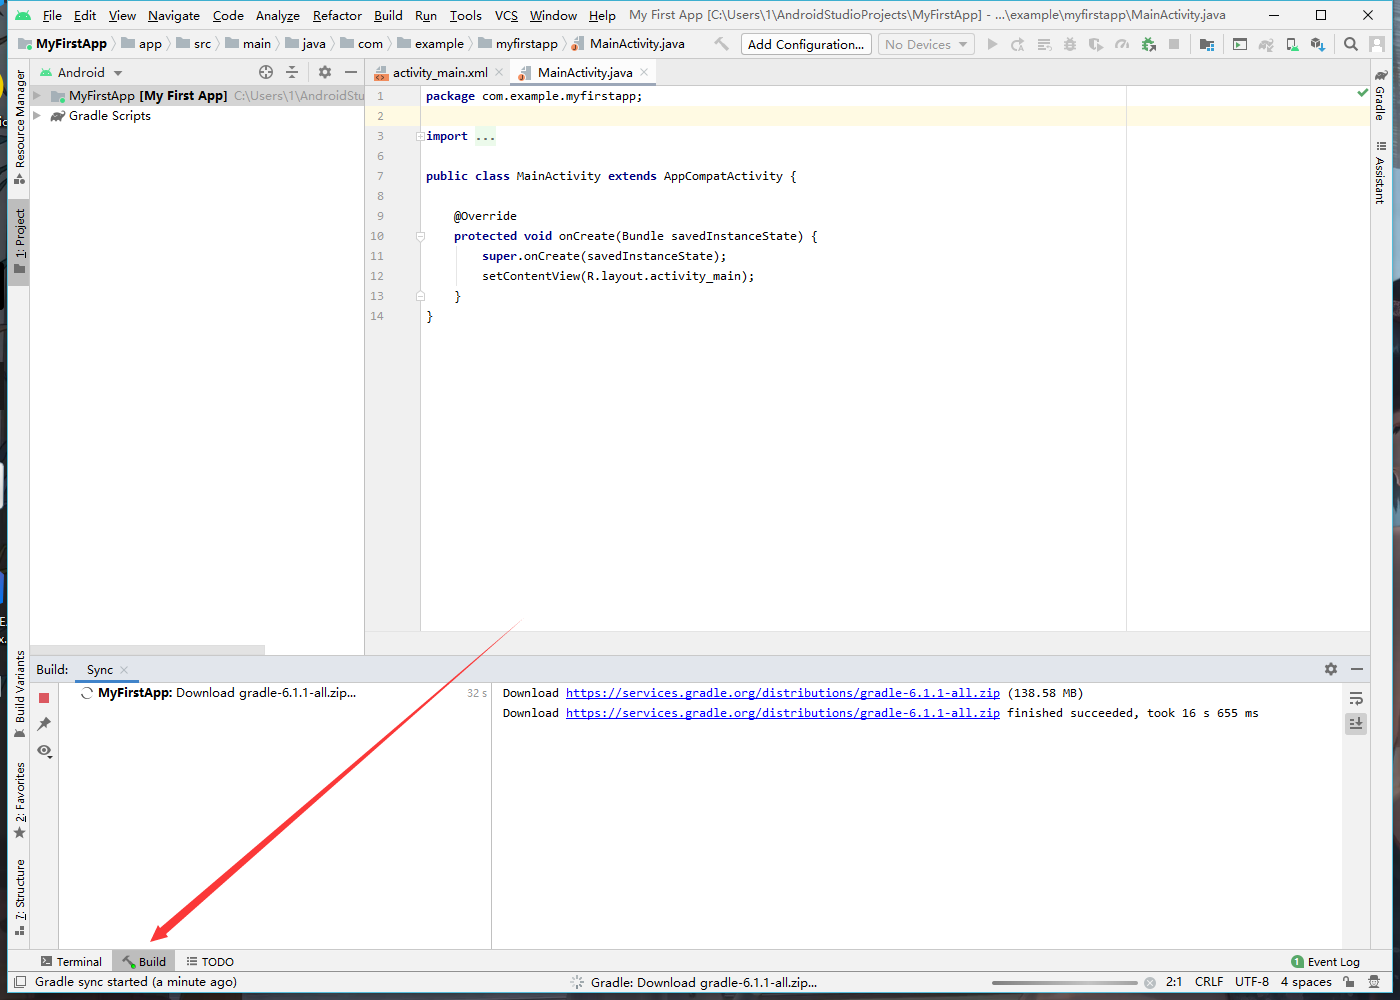 File Edit View Navigate Code Analyze Refactor Build Run Tools VCS Window Help My First App [C:\Users\1\AndroidStudioProjects\MyFirstApp] - ...\example\myfirstapp\MainActivity.java
MyFirstApp app src main java com example myfirstapp MainActivity.java Add Configuration... No Devices
Android
activity_main.xml MainActivity.java
MyFirstApp [My First App] C:\Users\1\AndroidStu
Gradle Scripts
1 package com.example.myfirstapp;
2
3 import ...
6
7 public class MainActivity extends AppCompatActivity {
8
9 @Override
10 protected void onCreate(Bundle savedInstanceState) {
11 super.onCreate(savedInstanceState);
12 setContentView(R.layout.activity_main);
13 }
14 }
Resource Manager
1: Project
Build Variants
2: Favorites
7: Structure
Gradle
Assistant
Build: Sync
MyFirstApp: Download gradle-6.1.1-all.zip... 32 s
Download https://services.gradle.org/distributions/gradle-6.1.1-all.zip (138.58 MB)
Download https://services.gradle.org/distributions/gradle-6.1.1-all.zip finished succeeded, took 16 s 655 ms
Terminal Build TODO 1 Event Log
Gradle sync started (a minute ago) Gradle: Download gradle-6.1.1-all.zip... 2:1 CRLF UTF-8 4 spaces